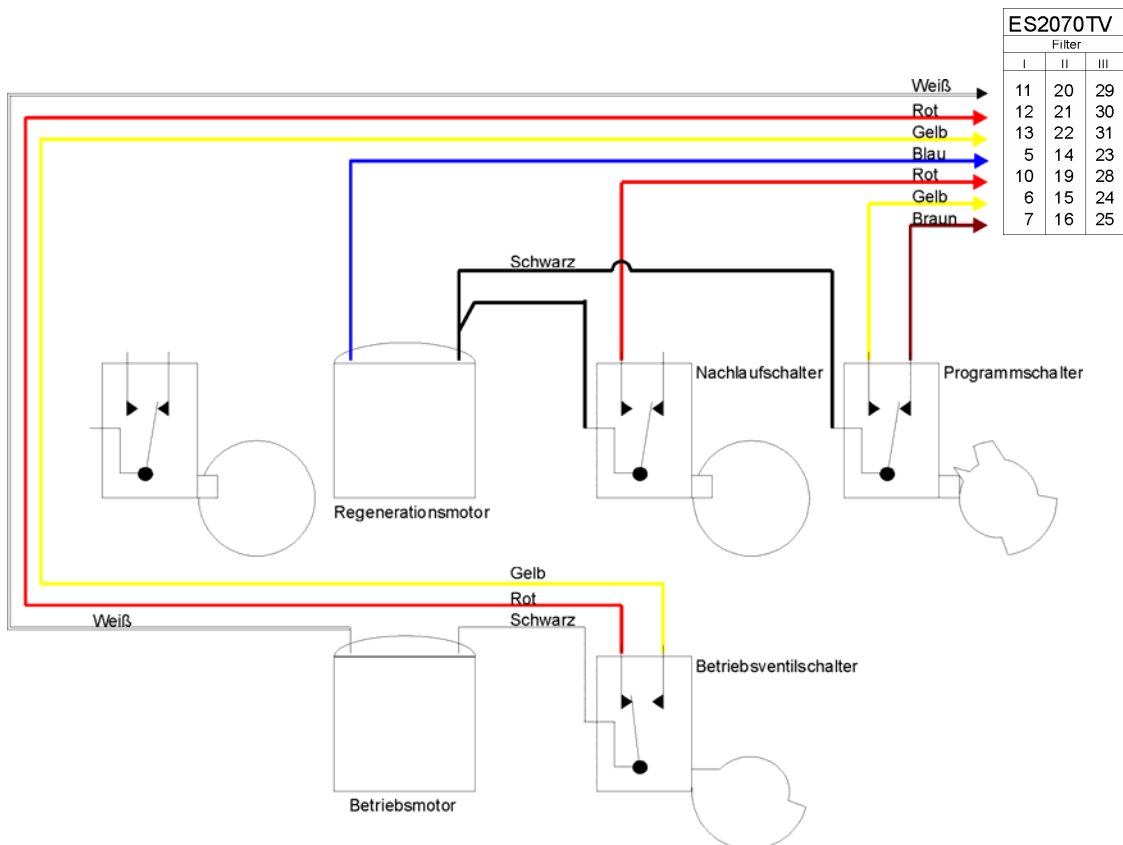 ES2070TV
Filter
I II III
Weiß 11 20 29
Rot 12 21 30
Gelb 13 22 31
Blau 5 14 23
Rot 10 19 28
Gelb 6 15 24
Braun 7 16 25
Schwarz
Nachlaufschalter
Programmschalter
Regenerationsmotor
Gelb
Rot
Weiß
Schwarz
Betriebsventilschalter
Betriebsmotor